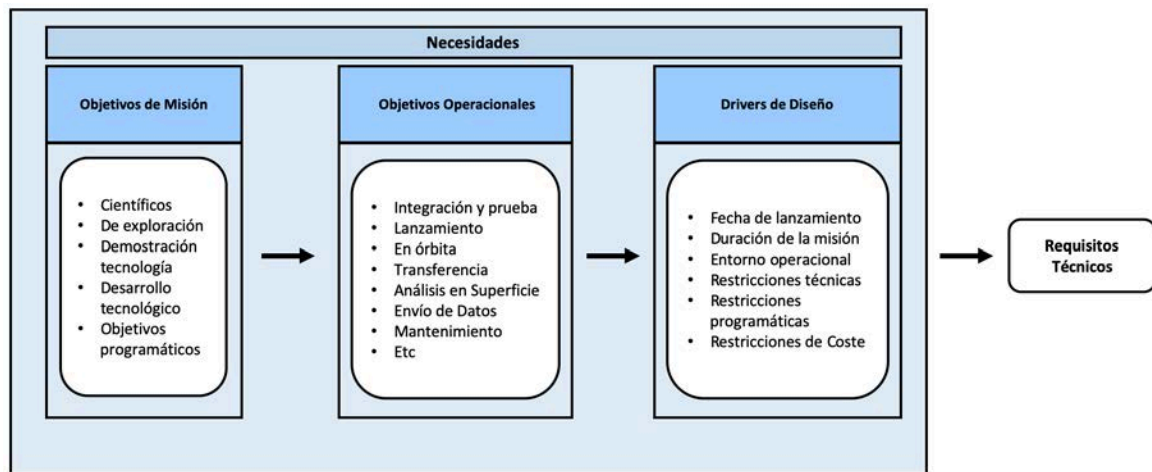 Necesidades
Objetivos de Misión
• Científicos
• De exploración
• Demostración
tecnología
• Desarrollo
tecnológico
• Objetivos
programáticos
Objetivos Operacionales
• Integración y prueba
• Lanzamiento
• En órbita
• Transferencia
• Análisis en Superficie
• Envío de Datos
• Mantenimiento
• Etc
Drivers de Diseño
• Fecha de lanzamiento
• Duración de la misión
• Entorno operacional
• Restricciones técnicas
• Restricciones
programáticas
• Restricciones de Coste
Requisitos
Técnicos